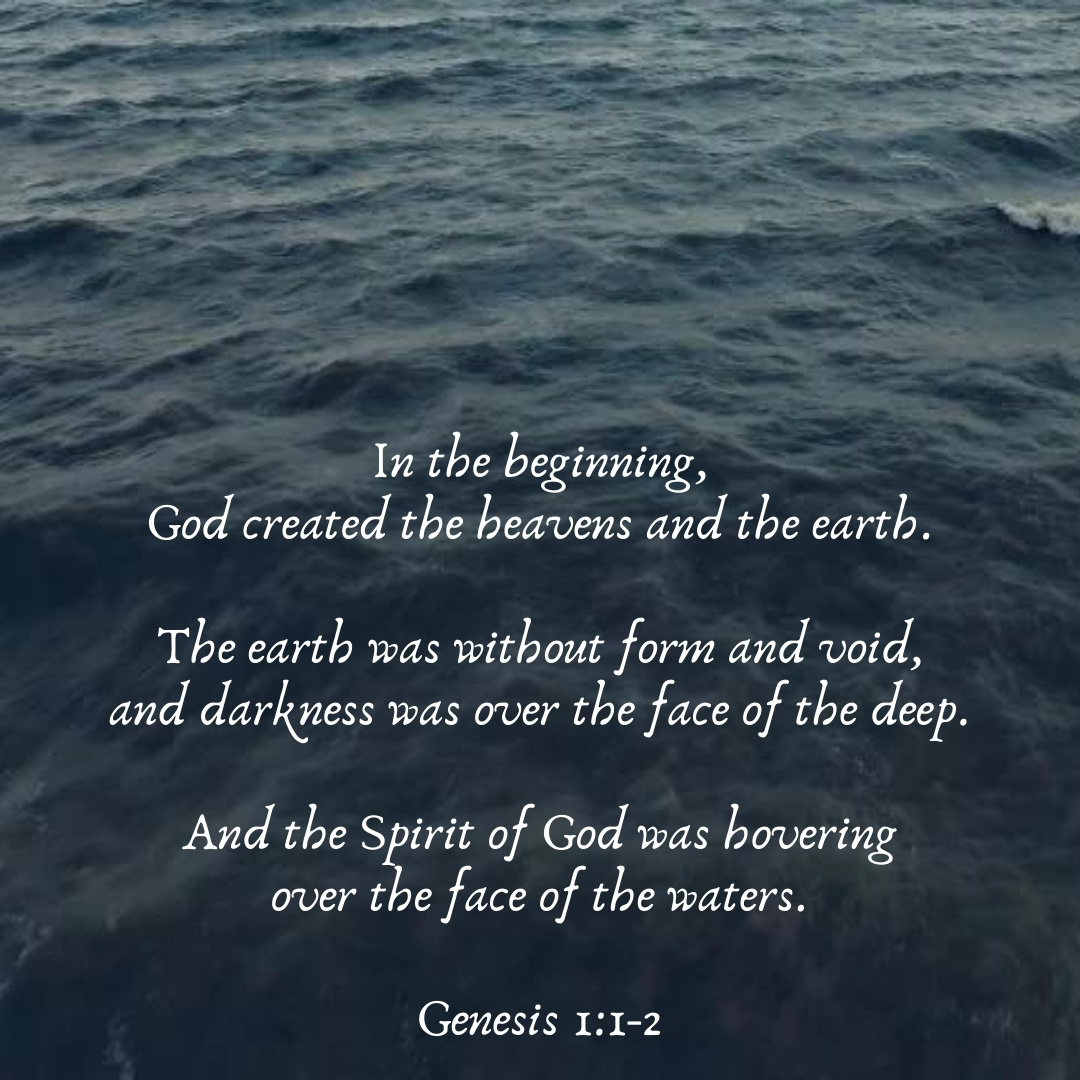 In the beginning,
God created the heavens and the earth.
The earth was without form and void,
and darkness was over the face of the deep.
And the Spirit of God was hovering
over the face of the waters.
Genesis 1:1-2